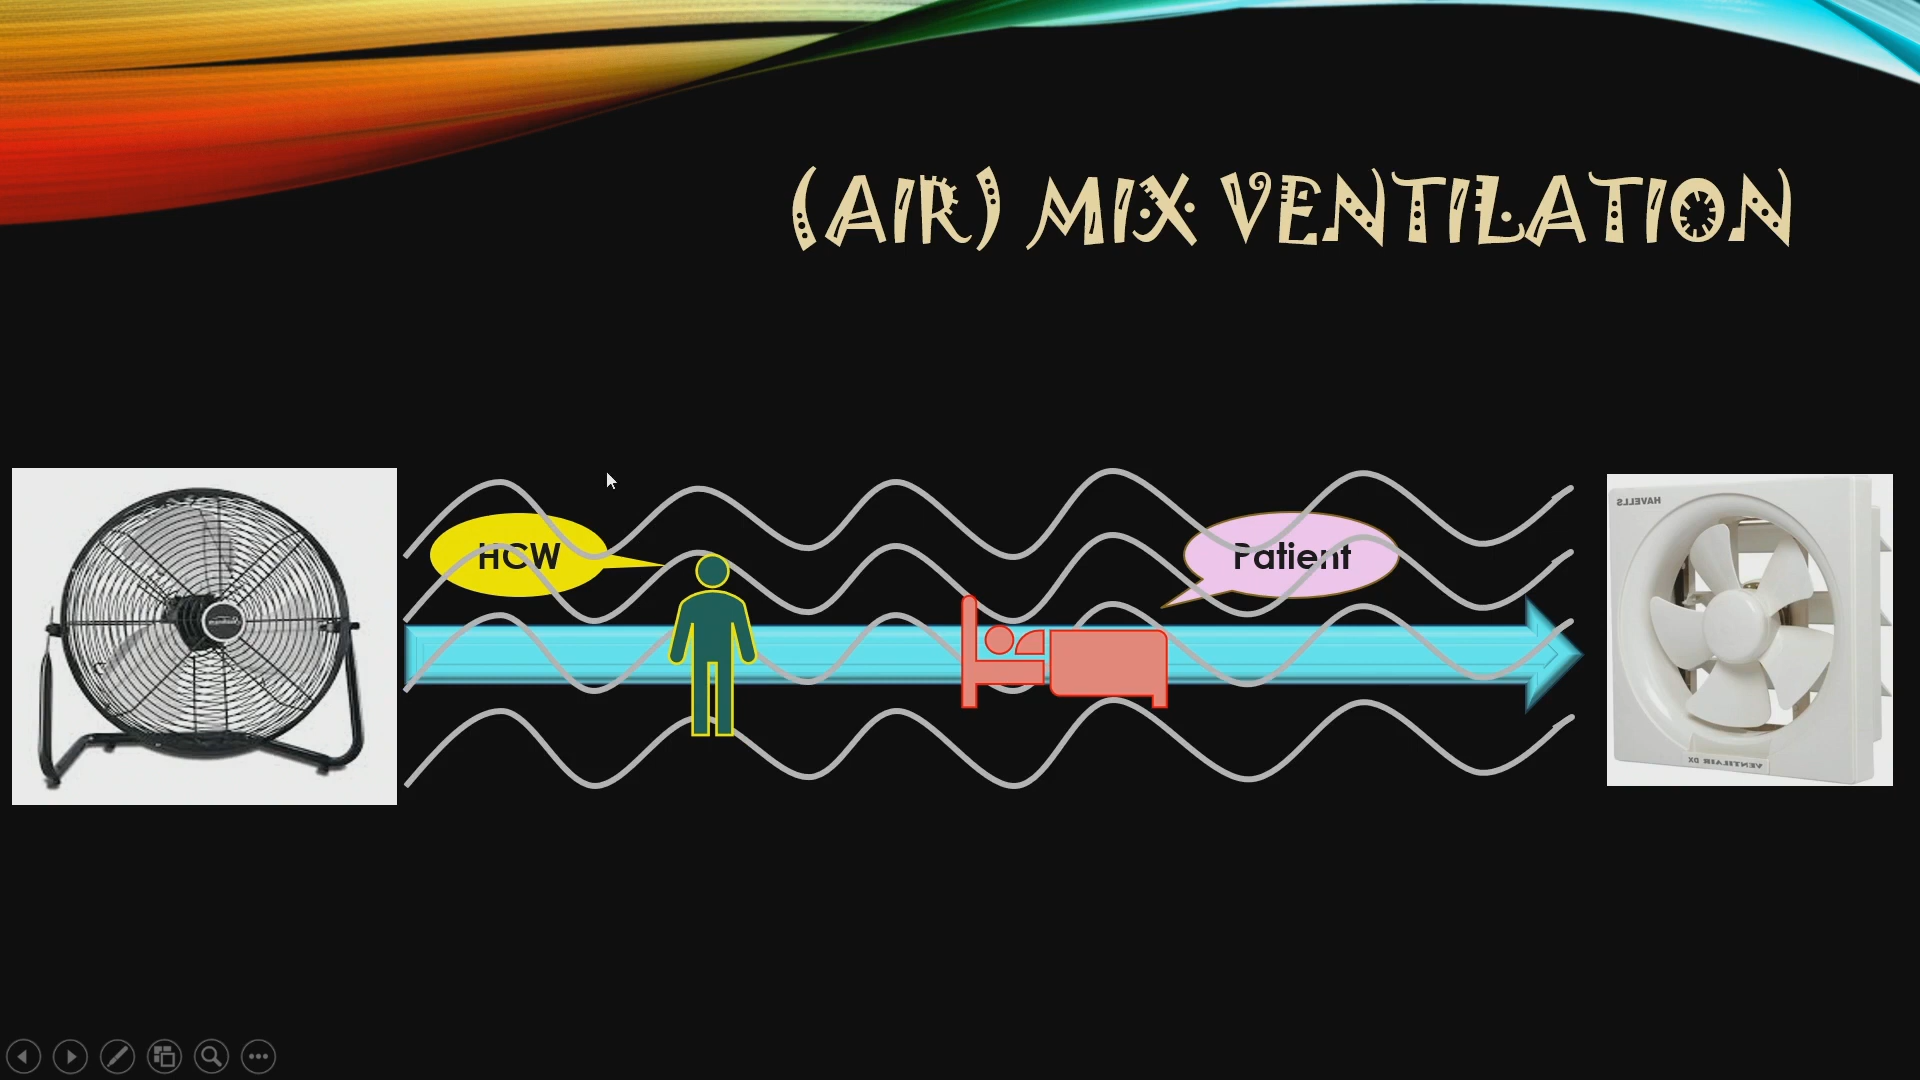 (AIR) MIX VENTILATION
HCW
Patient
HAVELLS
VENTILAIR DX